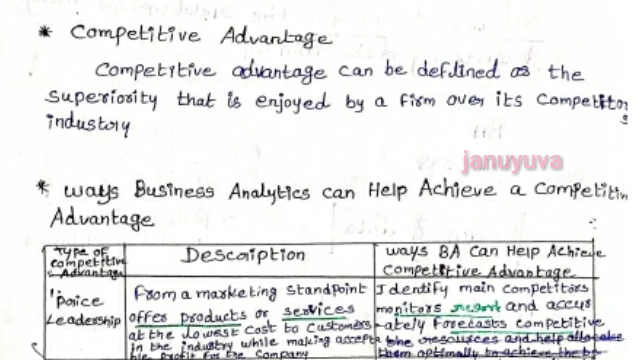 * Competitive Advantage
Competitive advantage can be defined as the
superiority that is enjoyed by a firm over its Competitors
industry
januyuva
* ways Business Analytics can Help Achieve a Competitiv
Advantage
Type of Competitive Advantage
Description
ways BA Can Help Achieve
Competitive Advantage
1. Price
Leadership
From a marketing standpoint
offer products or services
at the lowest cost to customers
in the industry while making accepta
ble profit for the Company
Identify main competitors
monitors and accur
-ately forecasts competitive
the resources and help allocate
them optimally to achieve